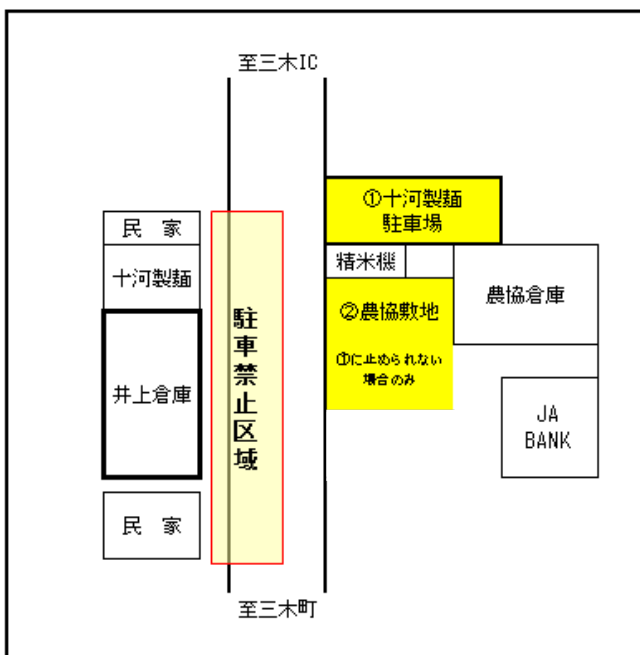 至三木IC
①十河製麺
駐車場
民　家
精米機
十河製麺
農協倉庫
②農協敷地
駐車禁止区域
①に止められない
場合のみ
井上倉庫
JA
BANK
民　家
至三木町